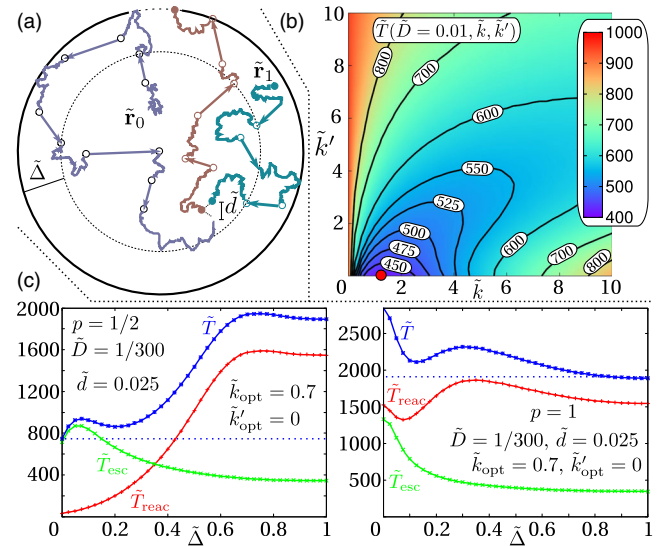 (a)
r̃₁
r̃₀
Δ̃
d̃
(b)
T̃(D̃ = 0.01, k̃, k̃′)
10
8
6
4
2
0
k̃′
0
2
4
6
8
10
k̃
800
700
600
550
525
500
475
450
600
700
800
1000
900
800
700
600
500
400
(c)
2000
1600
1200
800
400
p = 1/2
D̃ = 1/300
d̃ = 0.025
T̃
k̃opt = 0.7
k̃′opt = 0
T̃esc
T̃reac
0
0.2
0.4
0.6
0.8
1
Δ̃
2500
2000
1500
1000
500
T̃
T̃reac
T̃esc
p = 1
D̃ = 1/300, d̃ = 0.025
k̃opt = 0.7, k̃′opt = 0
0
0.2
0.4
0.6
0.8
1
Δ̃